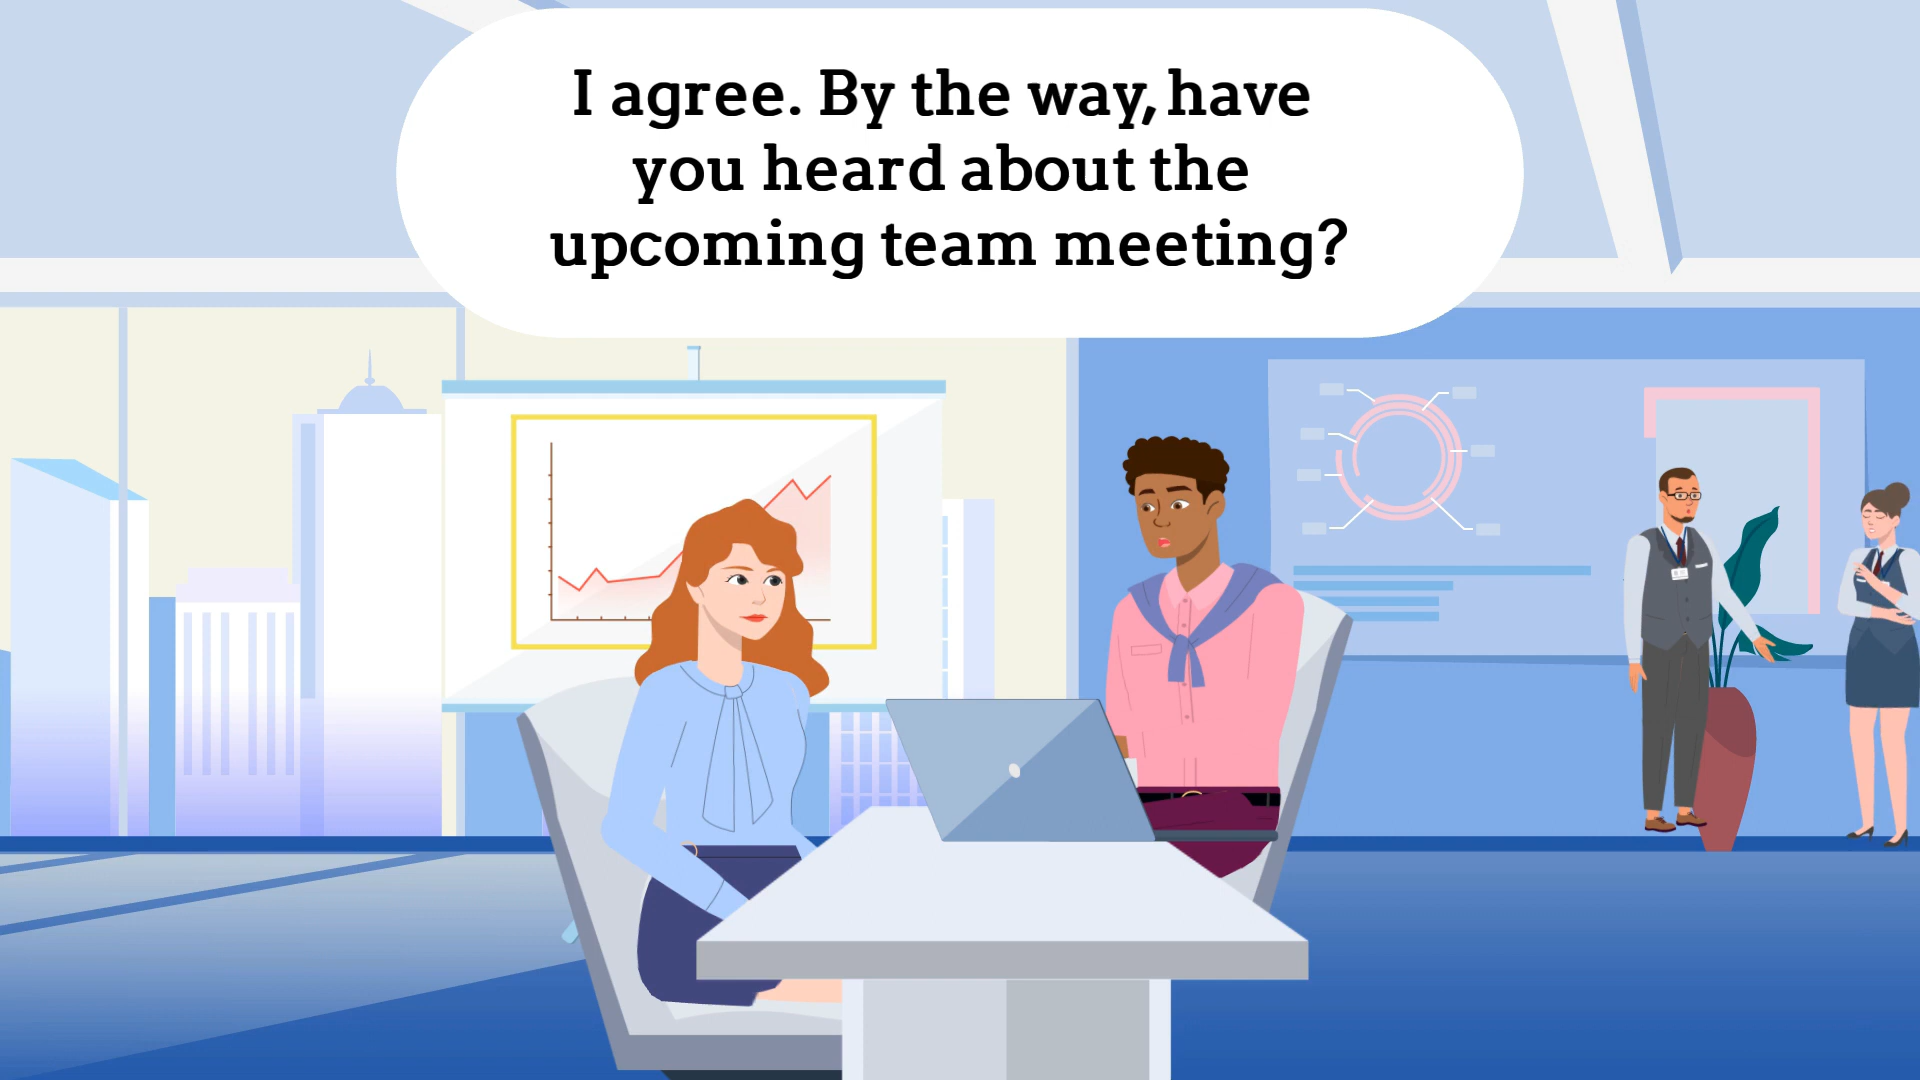 I agree. By the way, have
you heard about the
upcoming team meeting?